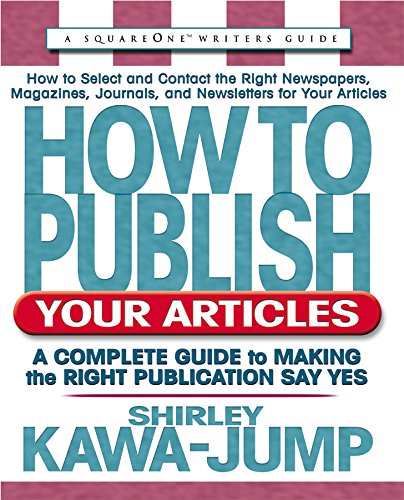 A SQUAREONE™ WRITERS GUIDE
How to Select and Contact the Right Newspapers,
Magazines, Journals, and Newsletters for Your Articles
HOW TO
PUBLISH
YOUR ARTICLES
A COMPLETE GUIDE to MAKING
the RIGHT PUBLICATION SAY YES
SHIRLEY
KAWA-JUMP